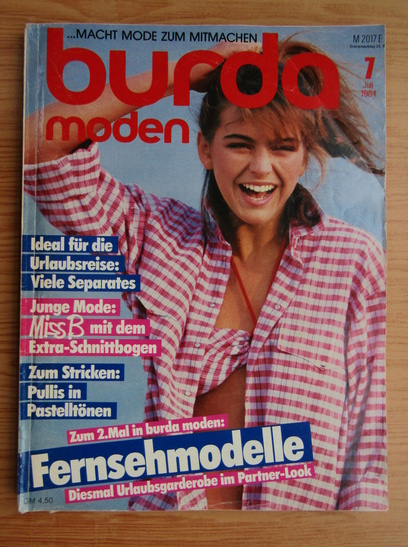 ...MACHT MODE ZUM MITMACHEN
M 2017 E
burda
moden
7
Juli
1984
Ideal für die
Urlaubsreise:
Viele Separates
Junge Mode:
Miss B mit dem
Extra-Schnittbogen
Zum Stricken:
Pullis in
Pastelltönen
Zum 2.Mal in burda moden:
Fernsehmodelle
Diesmal Urlaubsgarderobe im Partner-Look
DM 4,50